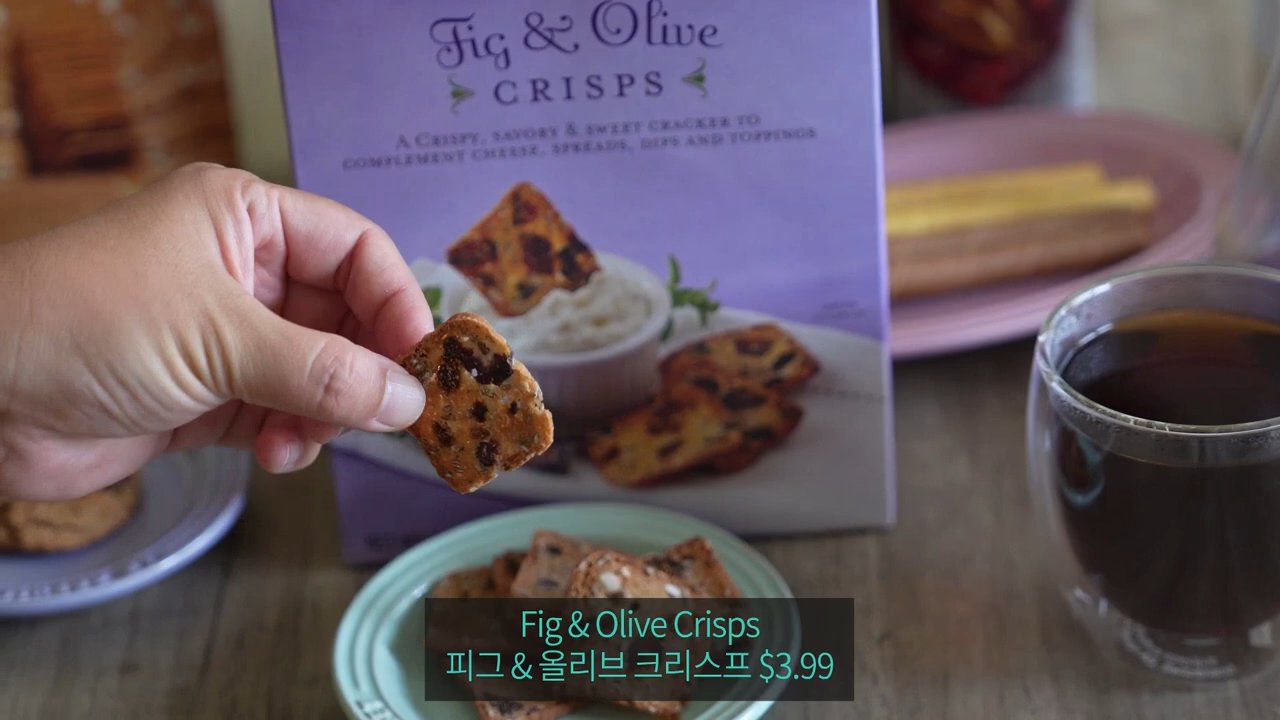 Fig & Olive
CRISPS
A CRISPY, SAVORY & SWEET CRACKER TO
COMPLEMENT CHEESE, SPREADS, DIPS AND TOPPINGS
Fig & Olive Crisps
피그 & 올리브 크리스프 $3.99